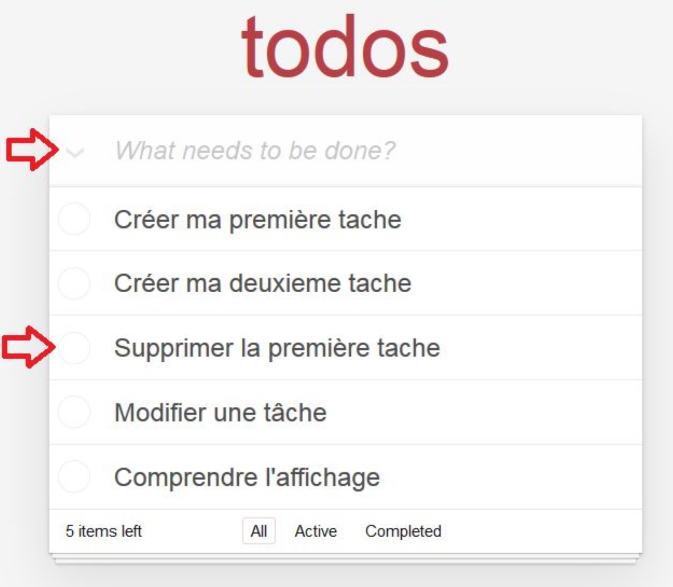 todos
What needs to be done?
Créer ma première tache
Créer ma deuxieme tache
Supprimer la première tache
Modifier une tâche
Comprendre l'affichage
5 items left All Active Completed